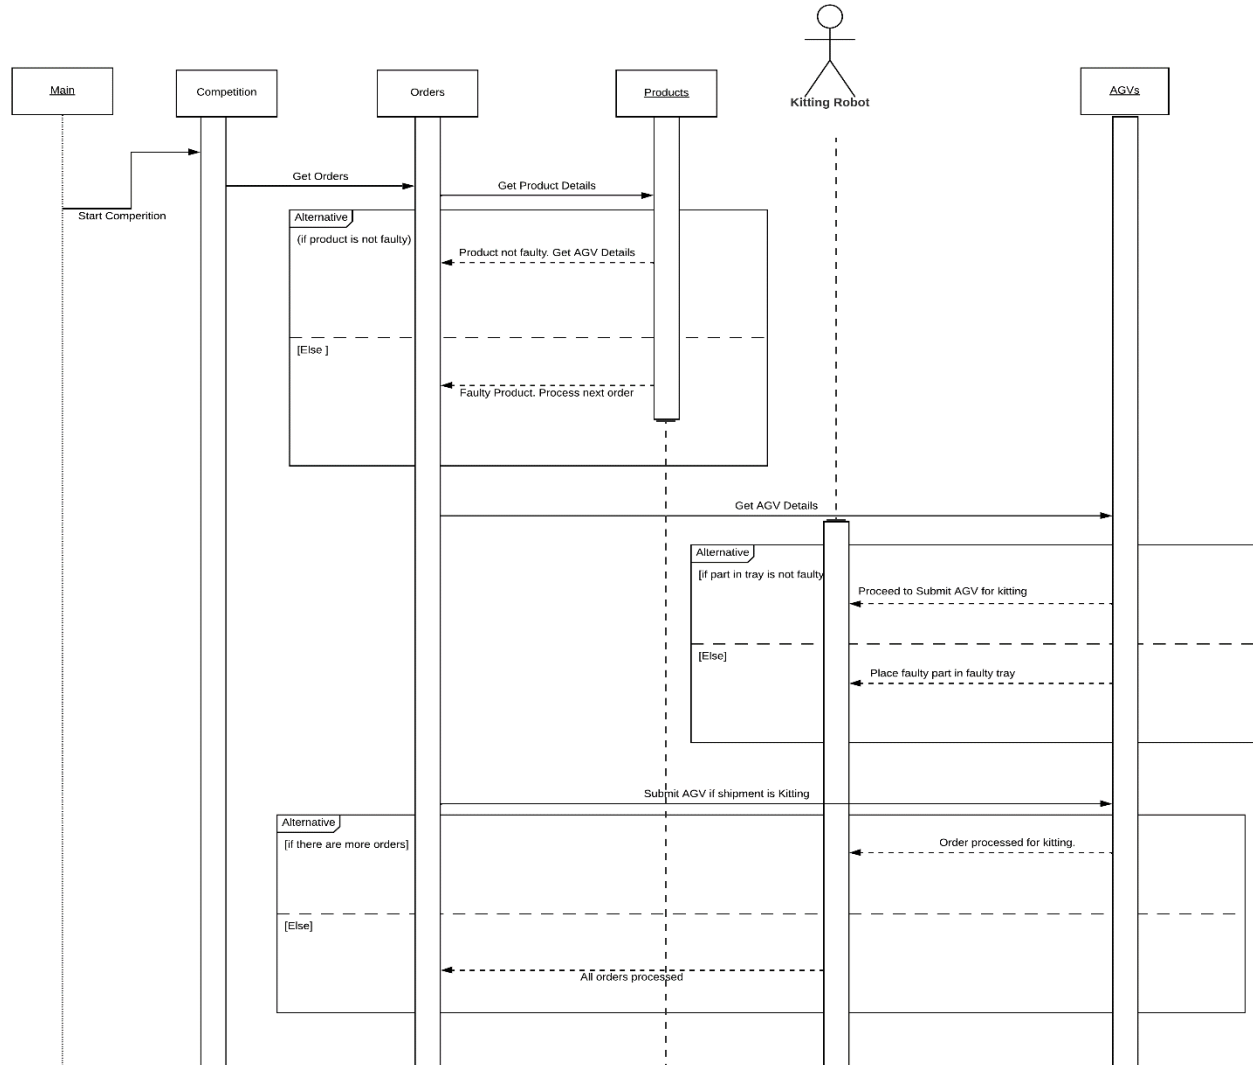 Main
Competition
Orders
Products
Kitting Robot
AGVs
Get Orders
Get Product Details
Start Comperition
Alternative
(if product is not faulty)
Product not faulty. Get AGV Details
[Else ]
Faulty Product. Process next order
Get AGV Details
Alternative
[if part in tray is not faulty
Proceed to Submit AGV for kitting
[Else]
Place faulty part in faulty tray
Submit AGV if shipment is Kitting
Alternative
[if there are more orders]
Order processed for kitting.
[Else]
All orders processed